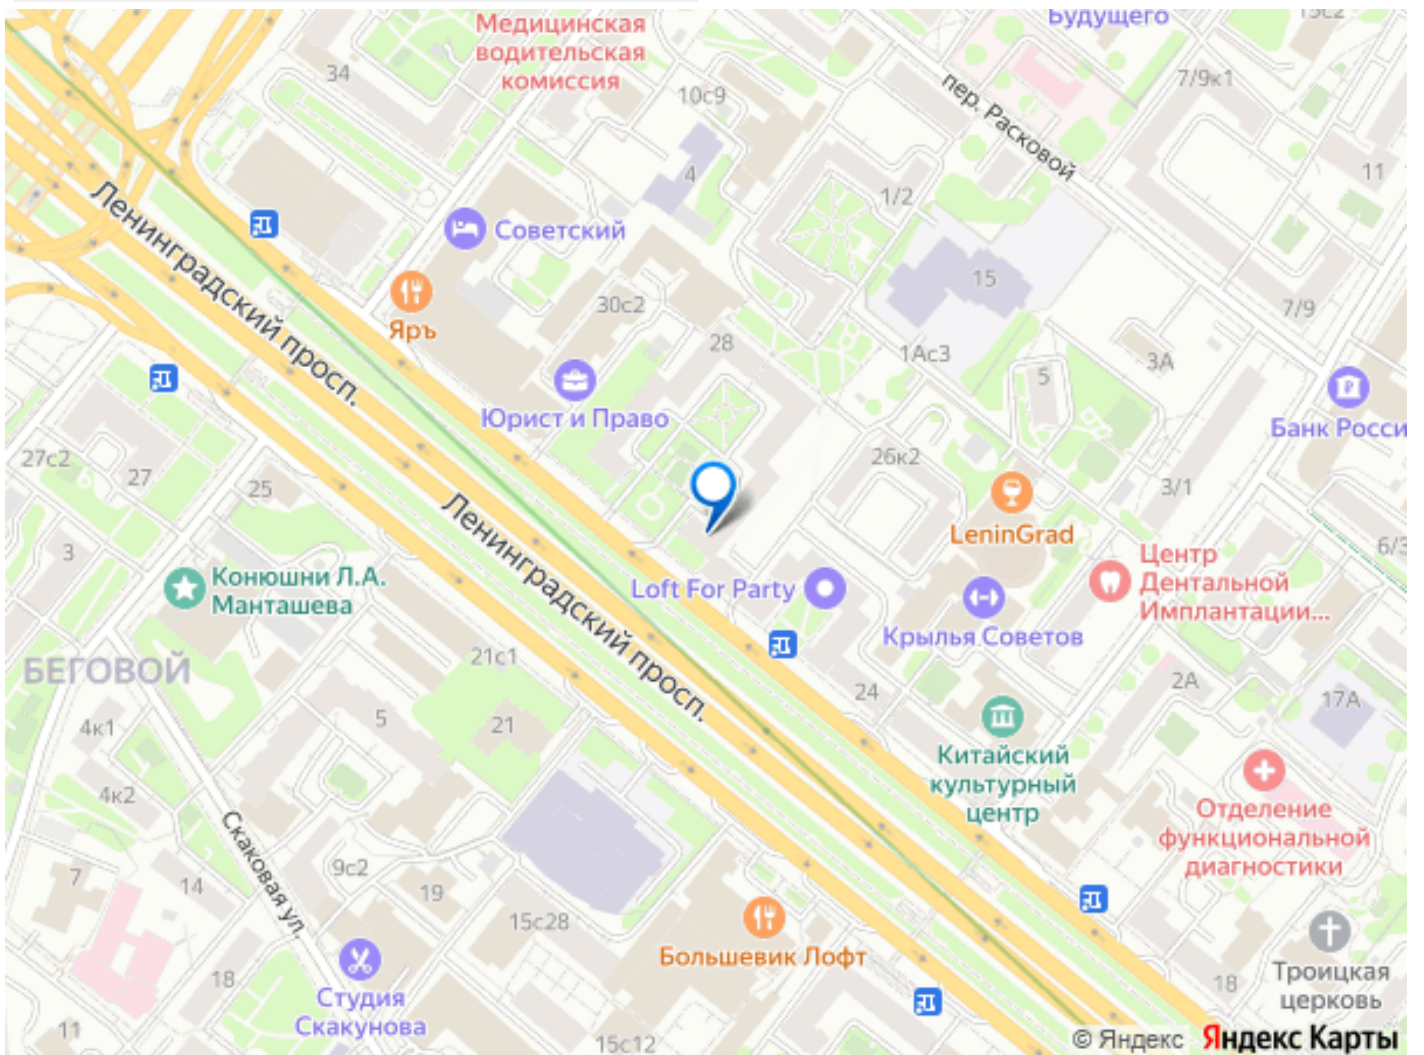 Медицинская
водительская
комиссия
Будущего
15с2
34
10с9
7/9к1
пер. Расковой
4
1/2
11
Ленинградский просп.
Советский
15
Яръ
30с2
28
1Ас3
7/9
3А
5
Юрист и Право
Банк Росси
27с2
27
25
26к2
3/1
Ленинградский просп.
LeninGrad
3
6/3
Конюшни Л.А.
Манташева
Loft For Party
Крылья Советов
Центр
Дентальной
Имплантации...
БЕГОВОЙ
21с1
24
2А
17А
4к1
5
21
Китайский
культурный
центр
4к2
Скаковая ул.
Отделение
функциональной
диагностики
7
14
9с2
19
15с28
Большевик Лофт
18
Студия
Скакунова
18
Троицкая
церковь
11
15с12
© Яндекс Яндекс Карты